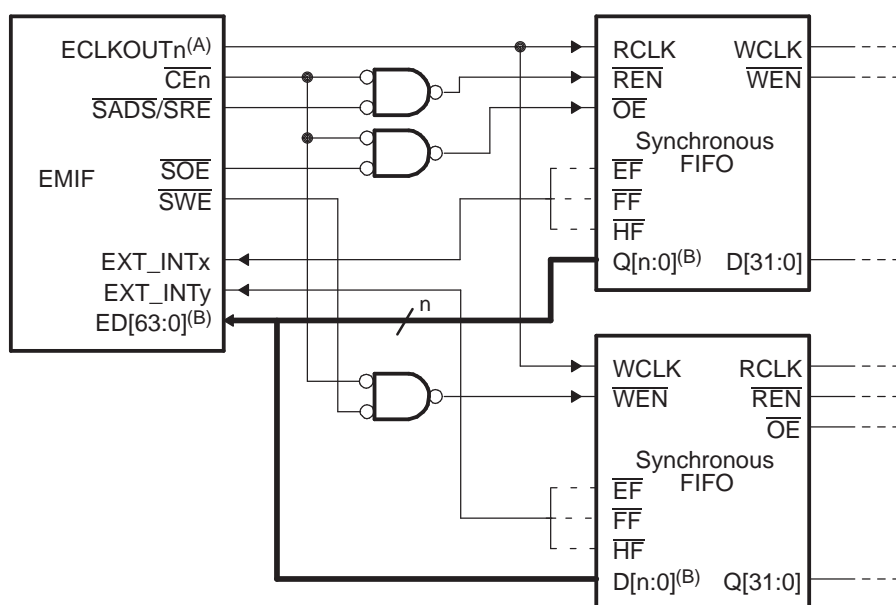 ECLKOUTn(A)
CEn
SADS/SRE
EMIF
SOE
SWE
EXT_INTx
EXT_INTy
ED[63:0](B)
n
RCLK WCLK
REN WEN
OE
Synchronous
FIFO
EF
FF
HF
Q[n:0](B) D[31:0]
WCLK RCLK
WEN REN
OE
Synchronous
FIFO
EF
FF
HF
D[n:0](B) Q[31:0]